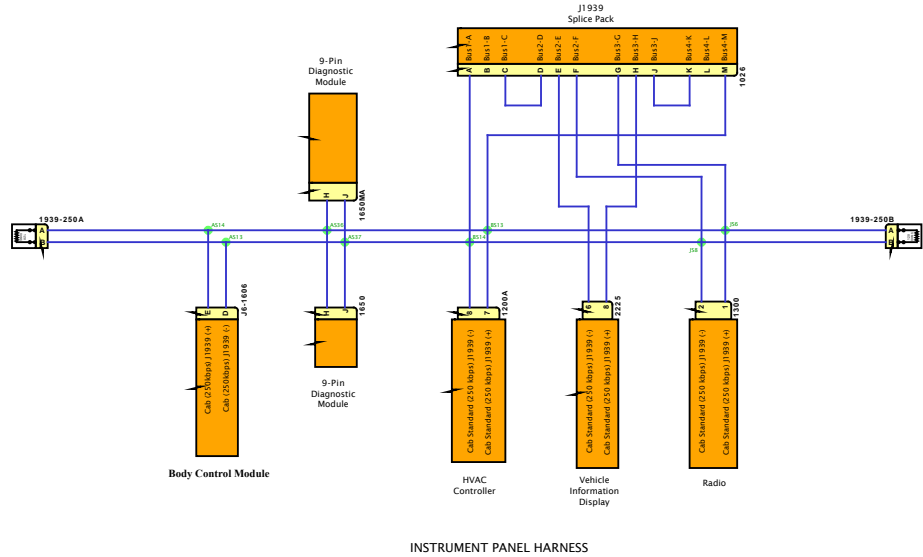 J1939
Splice Pack
Bus1-A
Bus1-B
Bus1-C
Bus2-D
Bus2-E
Bus2-F
Bus3-G
Bus3-H
Bus3-J
Bus4-K
Bus4-L
Bus4-M
A
B
C
D
E
F
G
H
J
K
L
M
1026
9-Pin
Diagnostic
Module
H
J
1650MA
1939-250A
A
B
1939-250B
A
B
AS14
AS13
AS36
AS37
BS13
BS14
JS6
JS8
E
D
J6-1606
Cab (250kbps) J1939 (+)
Cab (250kbps) J1939 (-)
Body Control Module
H
J
1650
9-Pin
Diagnostic
Module
8
7
1200A
Cab Standard (250 kbps) J1939 (-)
Cab Standard (250 kbps) J1939 (+)
HVAC
Controller
6
8
2225
Cab Standard (250 kbps) J1939 (-)
Cab Standard (250 kbps) J1939 (+)
Vehicle
Information
Display
2
1
1300
Cab Standard (250 kbps) J1939 (-)
Cab Standard (250 kbps) J1939 (+)
Radio
INSTRUMENT PANEL HARNESS